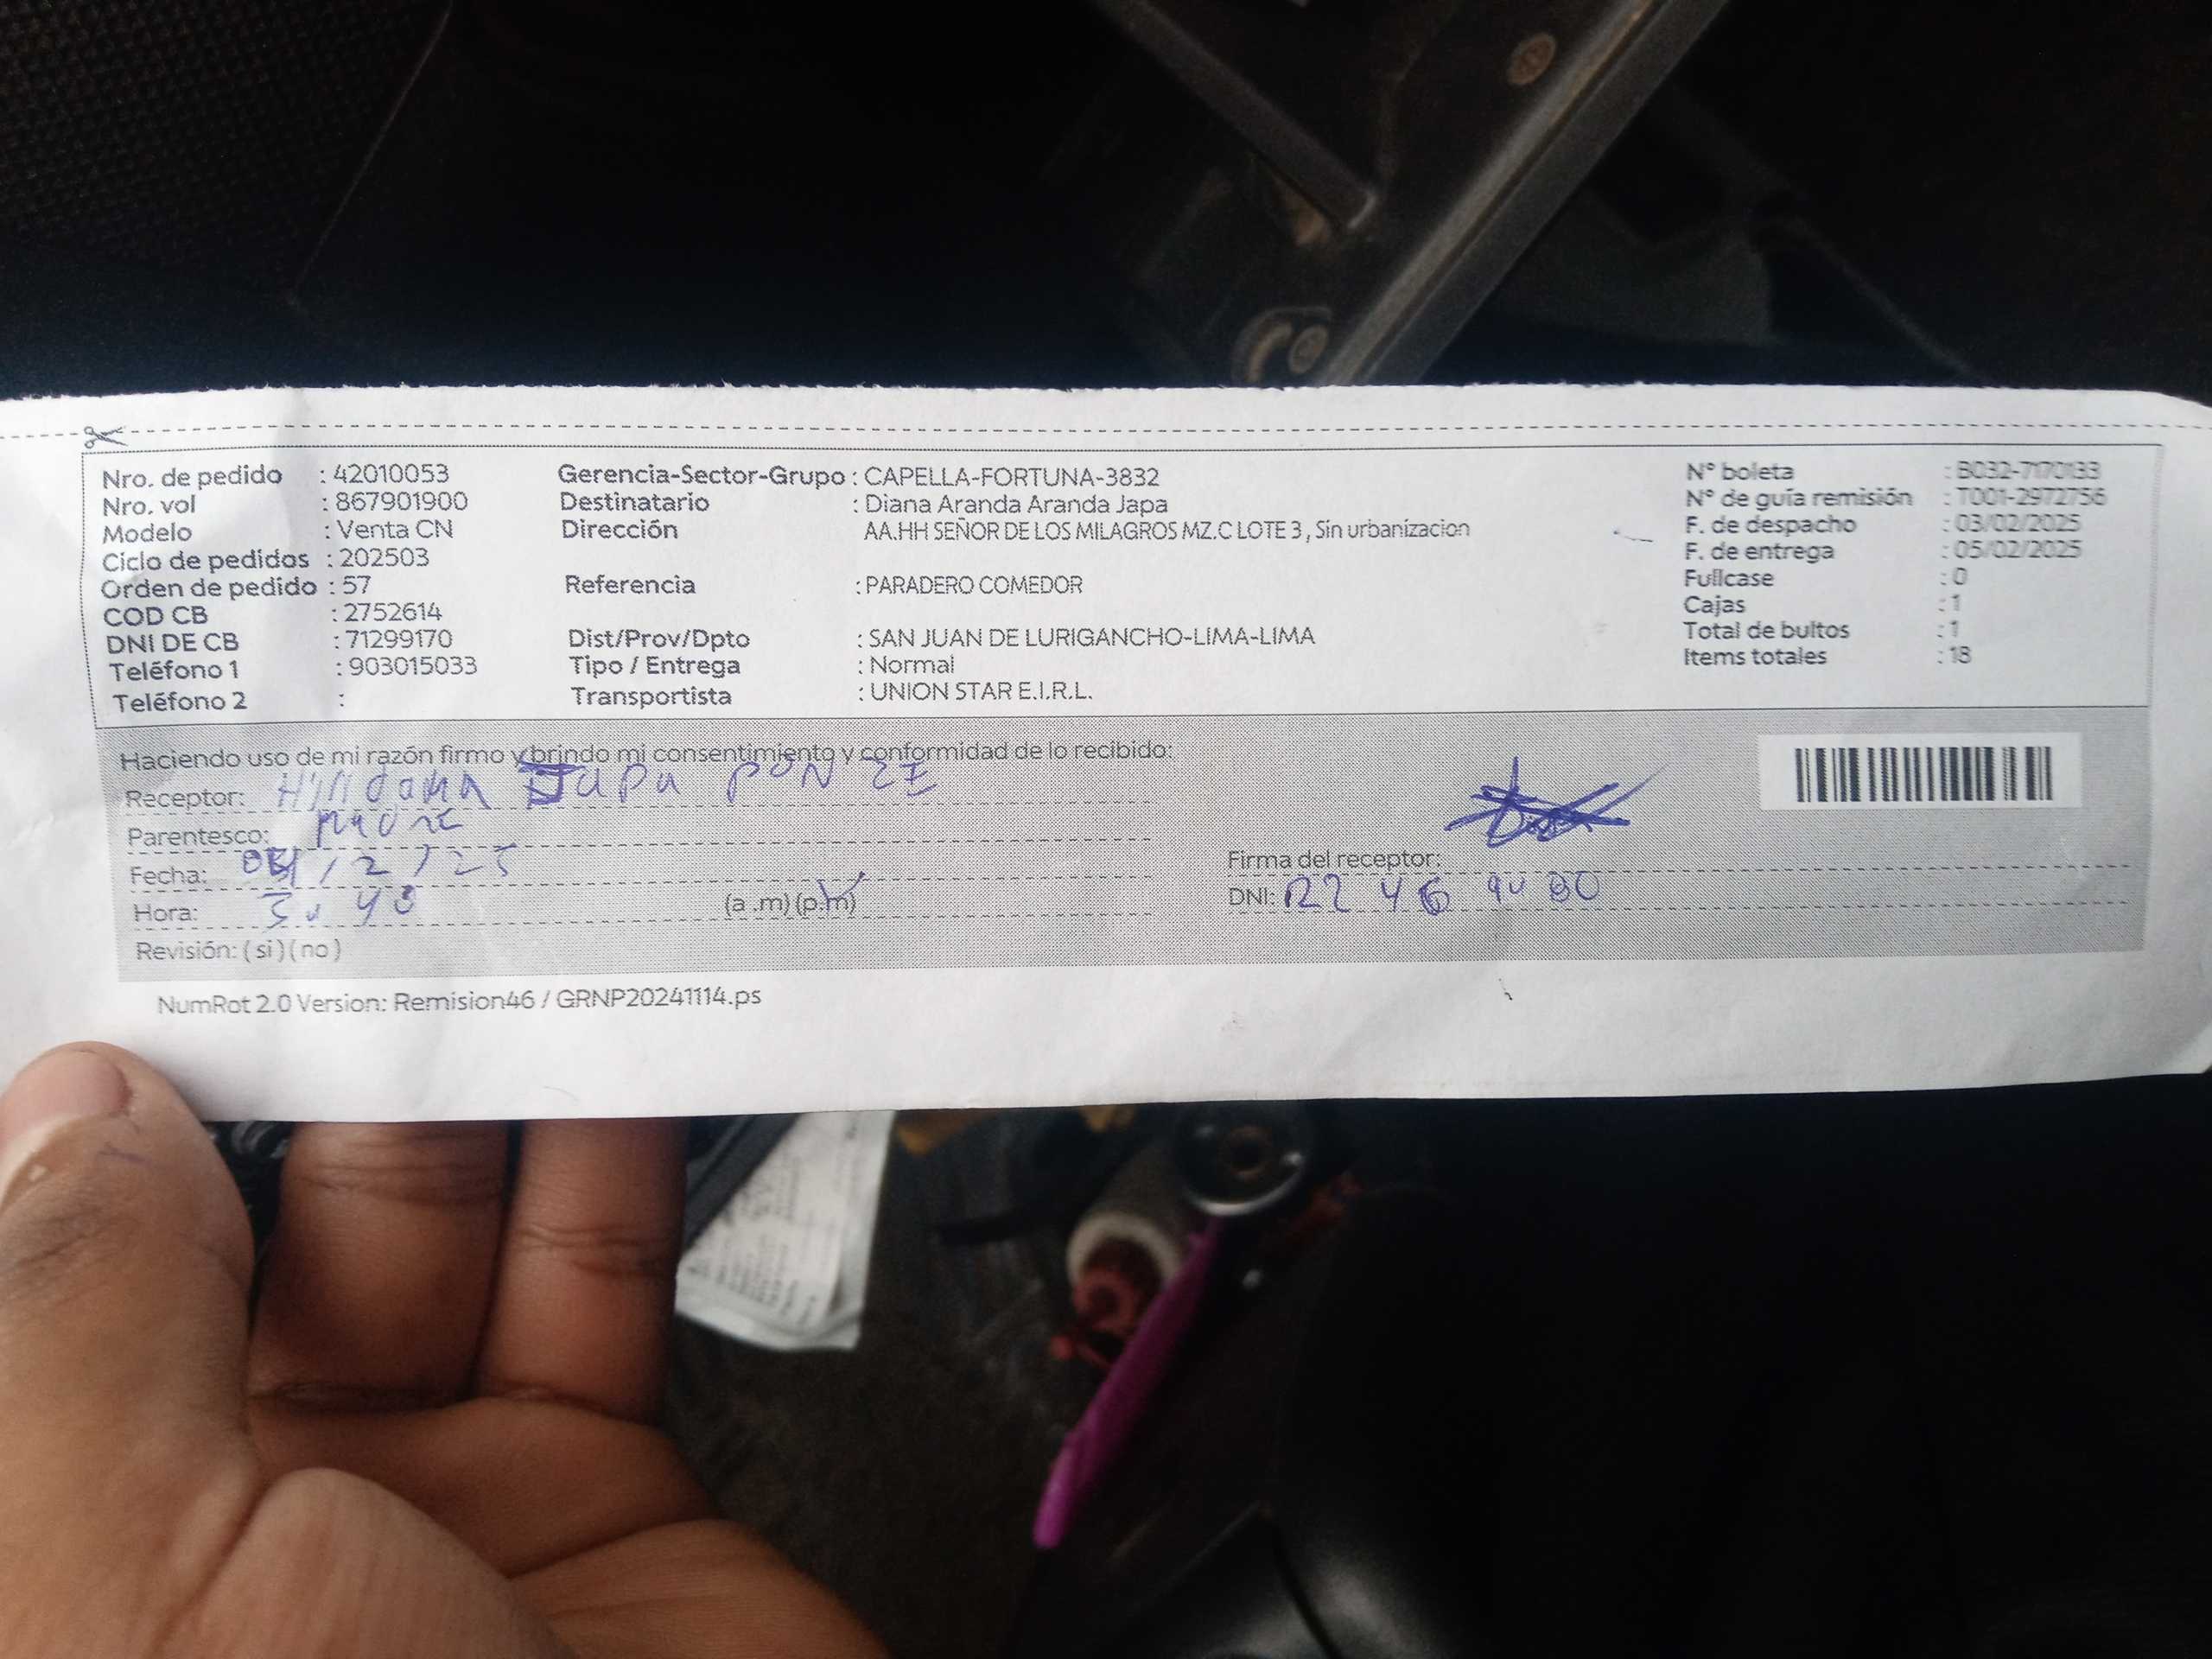 Nro. de pedido : 42010053
Nro. vol : 867901900
Modelo : Venta CN
Ciclo de pedidos : 202503
Orden de pedido : 57
COD CB : 2752614
DNI DE CB : 71299170
Teléfono 1 : 903015033
Teléfono 2 :
Gerencia-Sector-Grupo : CAPELLA-FORTUNA-3832
Destinatario : Diana Aranda Aranda Japa
Dirección AA.HH SEÑOR DE LOS MILAGROS MZ.C LOTE 3 , Sin urbanizacion
Referencia : PARADERO COMEDOR
Dist/Prov/Dpto : SAN JUAN DE LURIGANCHO-LIMA-LIMA
Tipo / Entrega : Normal
Transportista : UNION STAR E.I.R.L.
N° boleta : B032-7170133
N° de guía remisión : T001-2972756
F. de despacho : 03/02/2025
F. de entrega : 05/02/2025
Fullcase : 0
Cajas : 1
Total de bultos : 1
Items totales : 18
Haciendo uso de mi razón firmo y brindo mi consentimiento y conformidad de lo recibido:
Receptor: Japa
Parentesco:
Fecha: /2/25
Hora: (a .m) (p.m)
Revisión: ( si ) ( no )
Firma del receptor:
DNI:
NumRot 2.0 Version: Remision46 / GRNP20241114.ps